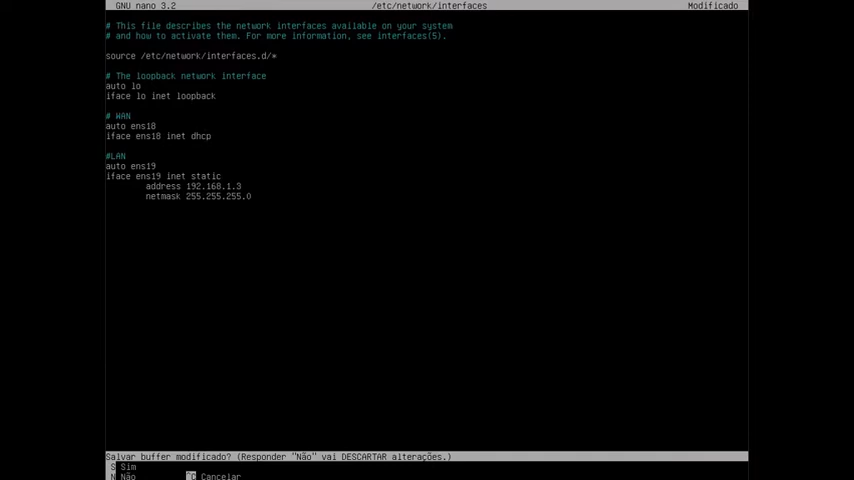 GNU nano 3.2 /etc/network/interfaces Modificado
# This file describes the network interfaces available on your system
# and how to activate them. For more information, see interfaces(5).
source /etc/network/interfaces.d/*
# The loopback network interface
auto lo
iface lo inet loopback
# WAN
auto ens18
iface ens18 inet dhcp
#LAN
auto ens19
iface ens19 inet static
address 192.168.1.3
netmask 255.255.255.0
Salvar buffer modificado? (Responder "Não" vai DESCARTAR alterações.)
S Sim
N Não ^C Cancelar